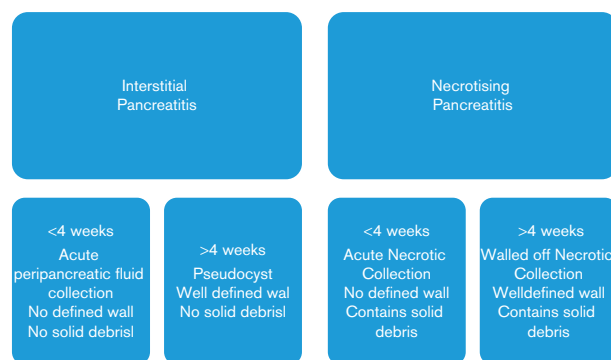 Interstitial
Pancreatitis
Necrotising
Pancreatitis
<4 weeks
Acute
peripancreatic fluid
collection
No defined wall
No solid debrisl
>4 weeks
Pseudocyst
Well defined wal
No solid debrisl
<4 weeks
Acute Necrotic
Collection
No defined wall
Contains solid
debris
>4 weeks
Walled off Necrotic
Collection
Welldefined wall
Contains solid
debris